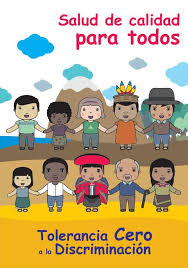 Salud de calidad
para todos
Tolerancia Cero
a la Discriminación